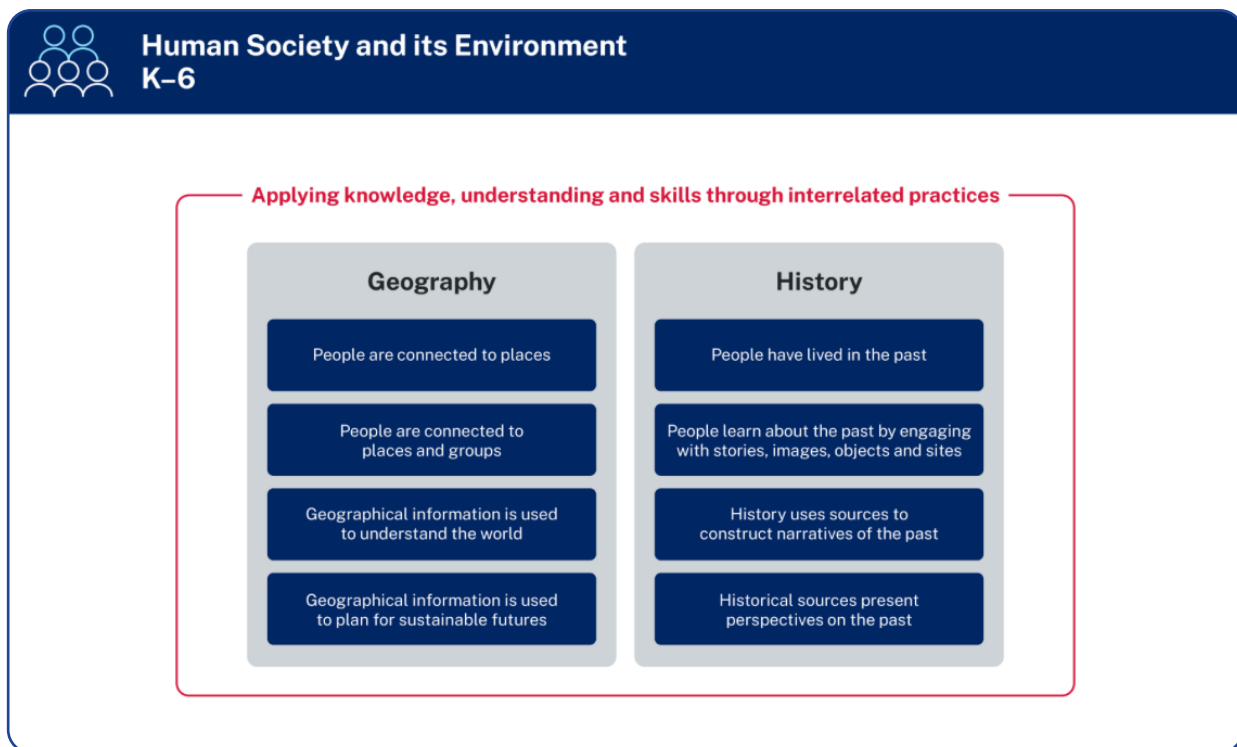 Human Society and its Environment
K–6
Applying knowledge, understanding and skills through interrelated practices
Geography
People are connected to places
People are connected to
places and groups
Geographical information is used
to understand the world
Geographical information is used
to plan for sustainable futures
History
People have lived in the past
People learn about the past by engaging
with stories, images, objects and sites
History uses sources to
construct narratives of the past
Historical sources present
perspectives on the past